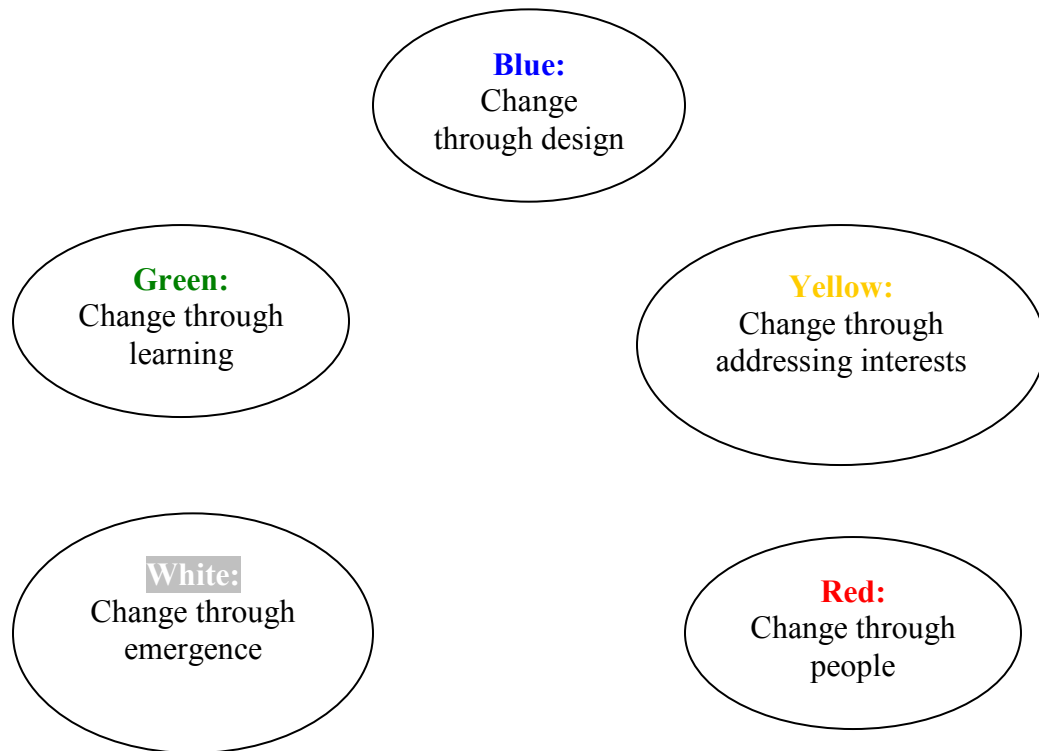 Blue:
Change
through design
Green:
Change through
learning
Yellow:
Change through
addressing interests
White:
Change through
emergence
Red:
Change through
people